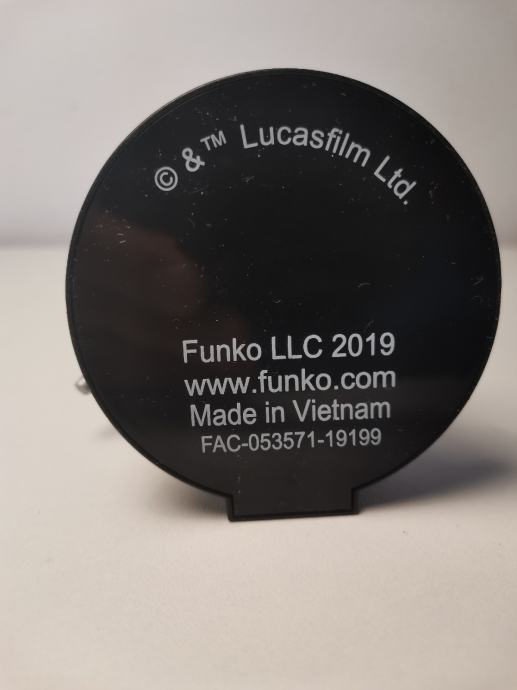 © & ™ Lucasfilm Ltd.
Funko LLC 2019
www.funko.com
Made in Vietnam
FAC-053571-19199